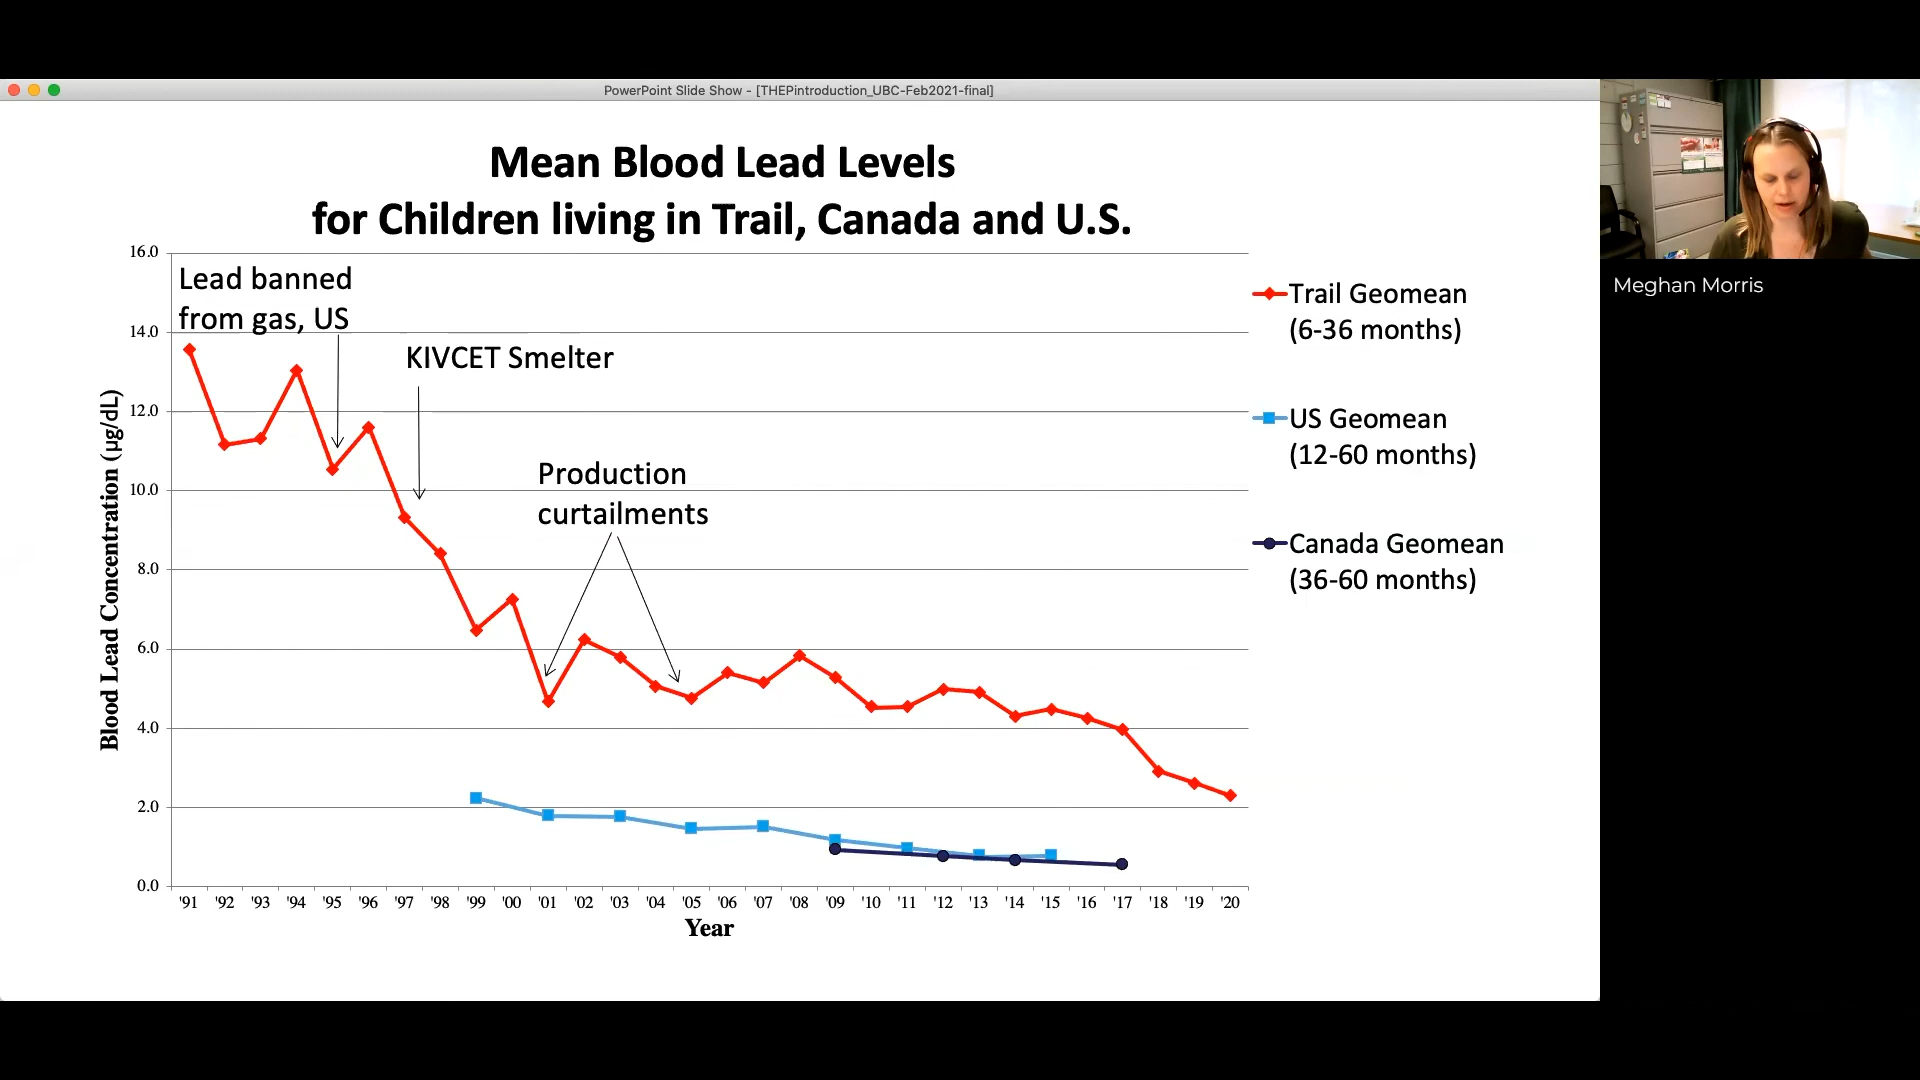 PowerPoint Slide Show - [THEPintroduction_UBC-Feb2021-final]
Mean Blood Lead Levels
for Children living in Trail, Canada and U.S.
Lead banned
from gas, US
KIVCET Smelter
Production
curtailments
Blood Lead Concentration (µg/dL)
16.0
14.0
12.0
10.0
8.0
6.0
4.0
2.0
0.0
'91 '92 '93 '94 '95 '96 '97 '98 '99 '00 '01 '02 '03 '04 '05 '06 '07 '08 '09 '10 '11 '12 '13 '14 '15 '16 '17 '18 '19 '20
Year
Trail Geomean
(6-36 months)
US Geomean
(12-60 months)
Canada Geomean
(36-60 months)
Meghan Morris